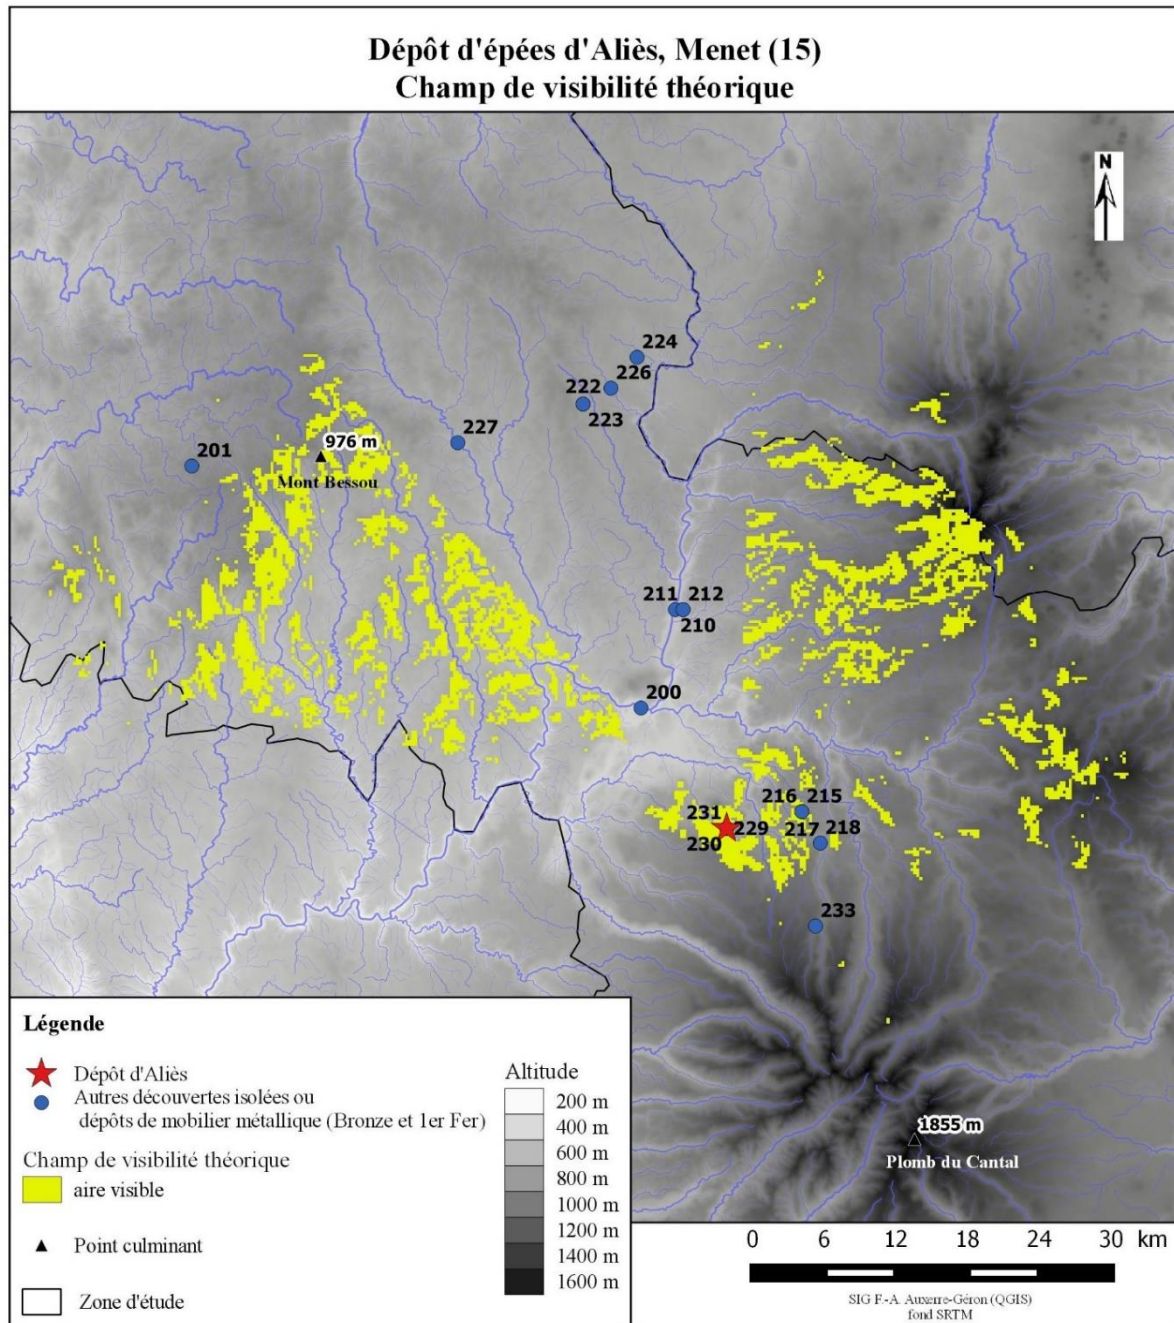 Dépôt d'épées d'Aliès, Menet (15)
Champ de visibilité théorique
N
224
226
222
223
227
201
976 m
Mont Bessou
211
212
210
200
216
215
231
229
217
218
230
233
1855 m
Plomb du Cantal
Légende
Dépôt d'Aliès
Autres découvertes isolées ou
dépôts de mobilier métallique (Bronze et 1er Fer)
Champ de visibilité théorique
aire visible
Point culminant
Zone d'étude
Altitude
200 m
400 m
600 m
800 m
1000 m
1200 m
1400 m
1600 m
0 6 12 18 24 30 km
SIG F.-A. Auxerre-Géron (QGIS)
fond SRTM